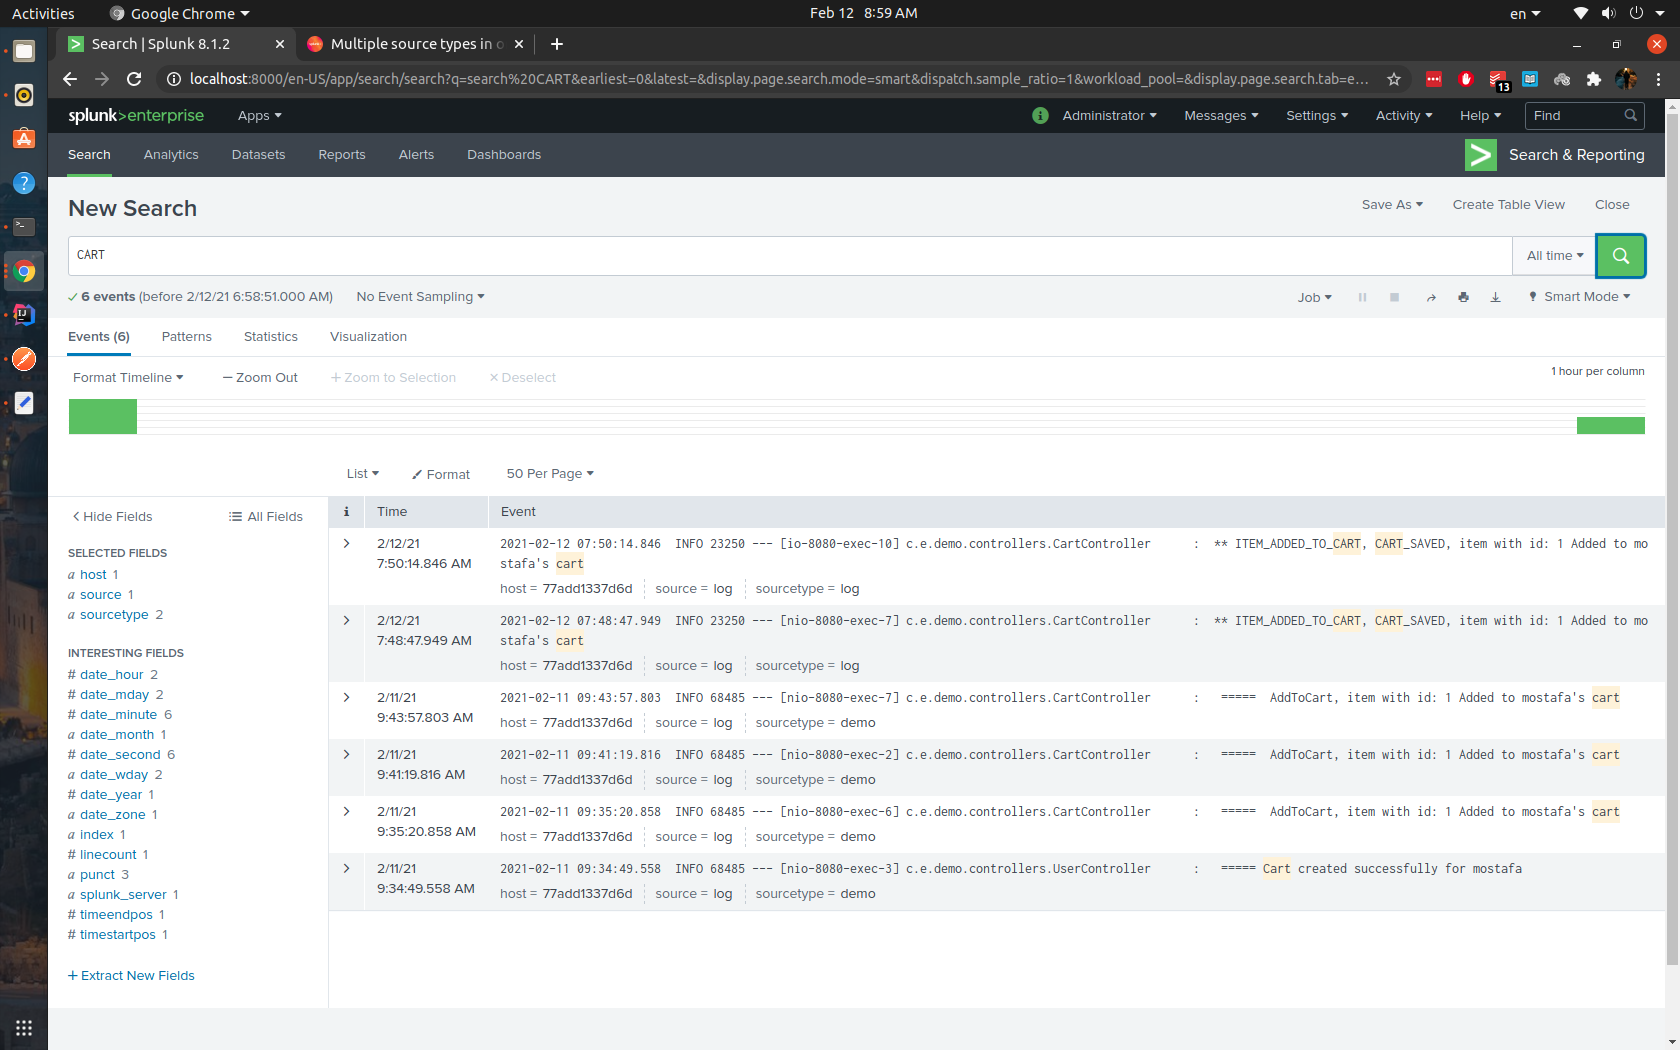 Activities
Google Chrome
Feb 12 8:59 AM
en
Search | Splunk 8.1.2
Multiple source types in o
localhost:8000/en-US/app/search/search?q=search%20CART&earliest=0&latest=&display.page.search.mode=smart&dispatch.sample_ratio=1&workload_pool=&display.page.search.tab=e...
13
splunk>enterprise
Apps
Administrator
Messages
Settings
Activity
Help
Find
Search
Analytics
Datasets
Reports
Alerts
Dashboards
Search & Reporting
New Search
Save As
Create Table View
Close
CART
All time
6 events (before 2/12/21 6:58:51.000 AM)
No Event Sampling
Job
Smart Mode
Events (6)
Patterns
Statistics
Visualization
Format Timeline
— Zoom Out
+ Zoom to Selection
× Deselect
1 hour per column
List
Format
50 Per Page
< Hide Fields
All Fields
i
Time
Event
SELECTED FIELDS
a host 1
a source 1
a sourcetype 2
INTERESTING FIELDS
# date_hour 2
# date_mday 2
# date_minute 6
a date_month 1
# date_second 6
a date_wday 2
# date_year 1
a date_zone 1
a index 1
# linecount 1
a punct 3
a splunk_server 1
# timeendpos 1
# timestartpos 1
+ Extract New Fields
2/12/21
7:50:14.846 AM
2021-02-12 07:50:14.846 INFO 23250 --- [io-8080-exec-10] c.e.demo.controllers.CartController : ** ITEM_ADDED_TO_CART, CART_SAVED, item with id: 1 Added to mo
stafa's cart
host = 77add1337d6d source = log sourcetype = log
2/12/21
7:48:47.949 AM
2021-02-12 07:48:47.949 INFO 23250 --- [nio-8080-exec-7] c.e.demo.controllers.CartController : ** ITEM_ADDED_TO_CART, CART_SAVED, item with id: 1 Added to mo
stafa's cart
host = 77add1337d6d source = log sourcetype = log
2/11/21
9:43:57.803 AM
2021-02-11 09:43:57.803 INFO 68485 --- [nio-8080-exec-7] c.e.demo.controllers.CartController : ===== AddToCart, item with id: 1 Added to mostafa's cart
host = 77add1337d6d source = log sourcetype = demo
2/11/21
9:41:19.816 AM
2021-02-11 09:41:19.816 INFO 68485 --- [nio-8080-exec-2] c.e.demo.controllers.CartController : ===== AddToCart, item with id: 1 Added to mostafa's cart
host = 77add1337d6d source = log sourcetype = demo
2/11/21
9:35:20.858 AM
2021-02-11 09:35:20.858 INFO 68485 --- [nio-8080-exec-6] c.e.demo.controllers.CartController : ===== AddToCart, item with id: 1 Added to mostafa's cart
host = 77add1337d6d source = log sourcetype = demo
2/11/21
9:34:49.558 AM
2021-02-11 09:34:49.558 INFO 68485 --- [nio-8080-exec-3] c.e.demo.controllers.UserController : ===== Cart created successfully for mostafa
host = 77add1337d6d source = log sourcetype = demo